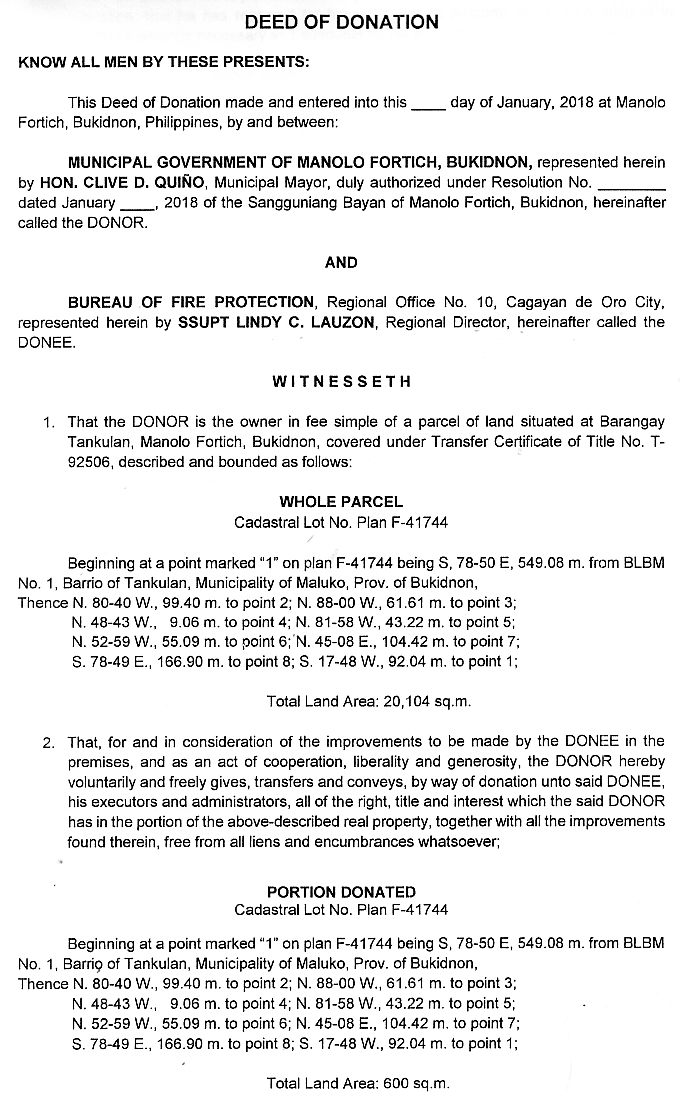 DEED OF DONATION
KNOW ALL MEN BY THESE PRESENTS:
This Deed of Donation made and entered into this ____ day of January, 2018 at Manolo
Fortich, Bukidnon, Philippines, by and between:
MUNICIPAL GOVERNMENT OF MANOLO FORTICH, BUKIDNON, represented herein
by HON. CLIVE D. QUIÑO, Municipal Mayor, duly authorized under Resolution No. ________
dated January ____, 2018 of the Sangguniang Bayan of Manolo Fortich, Bukidnon, hereinafter
called the DONOR.
AND
BUREAU OF FIRE PROTECTION, Regional Office No. 10, Cagayan de Oro City,
represented herein by SSUPT LINDY C. LAUZON, Regional Director, hereinafter called the
DONEE.
W I T N E S S E T H
1. That the DONOR is the owner in fee simple of a parcel of land situated at Barangay
Tankulan, Manolo Fortich, Bukidnon, covered under Transfer Certificate of Title No. T-
92506, described and bounded as follows:
WHOLE PARCEL
Cadastral Lot No. Plan F-41744
Beginning at a point marked “1” on plan F-41744 being S, 78-50 E, 549.08 m. from BLBM
No. 1, Barrio of Tankulan, Municipality of Maluko, Prov. of Bukidnon,
Thence N. 80-40 W., 99.40 m. to point 2; N. 88-00 W., 61.61 m. to point 3;
N. 48-43 W., 9.06 m. to point 4; N. 81-58 W., 43.22 m. to point 5;
N. 52-59 W., 55.09 m. to point 6; N. 45-08 E., 104.42 m. to point 7;
S. 78-49 E., 166.90 m. to point 8; S. 17-48 W., 92.04 m. to point 1;
Total Land Area: 20,104 sq.m.
2. That, for and in consideration of the improvements to be made by the DONEE in the
premises, and as an act of cooperation, liberality and generosity, the DONOR hereby
voluntarily and freely gives, transfers and conveys, by way of donation unto said DONEE,
his executors and administrators, all of the right, title and interest which the said DONOR
has in the portion of the above-described real property, together with all the improvements
found therein, free from all liens and encumbrances whatsoever;
PORTION DONATED
Cadastral Lot No. Plan F-41744
Beginning at a point marked “1” on plan F-41744 being S, 78-50 E, 549.08 m. from BLBM
No. 1, Barrio of Tankulan, Municipality of Maluko, Prov. of Bukidnon,
Thence N. 80-40 W., 99.40 m. to point 2; N. 88-00 W., 61.61 m. to point 3;
N. 48-43 W., 9.06 m. to point 4; N. 81-58 W., 43.22 m. to point 5;
N. 52-59 W., 55.09 m. to point 6; N. 45-08 E., 104.42 m. to point 7;
S. 78-49 E., 166.90 m. to point 8; S. 17-48 W., 92.04 m. to point 1;
Total Land Area: 600 sq.m.